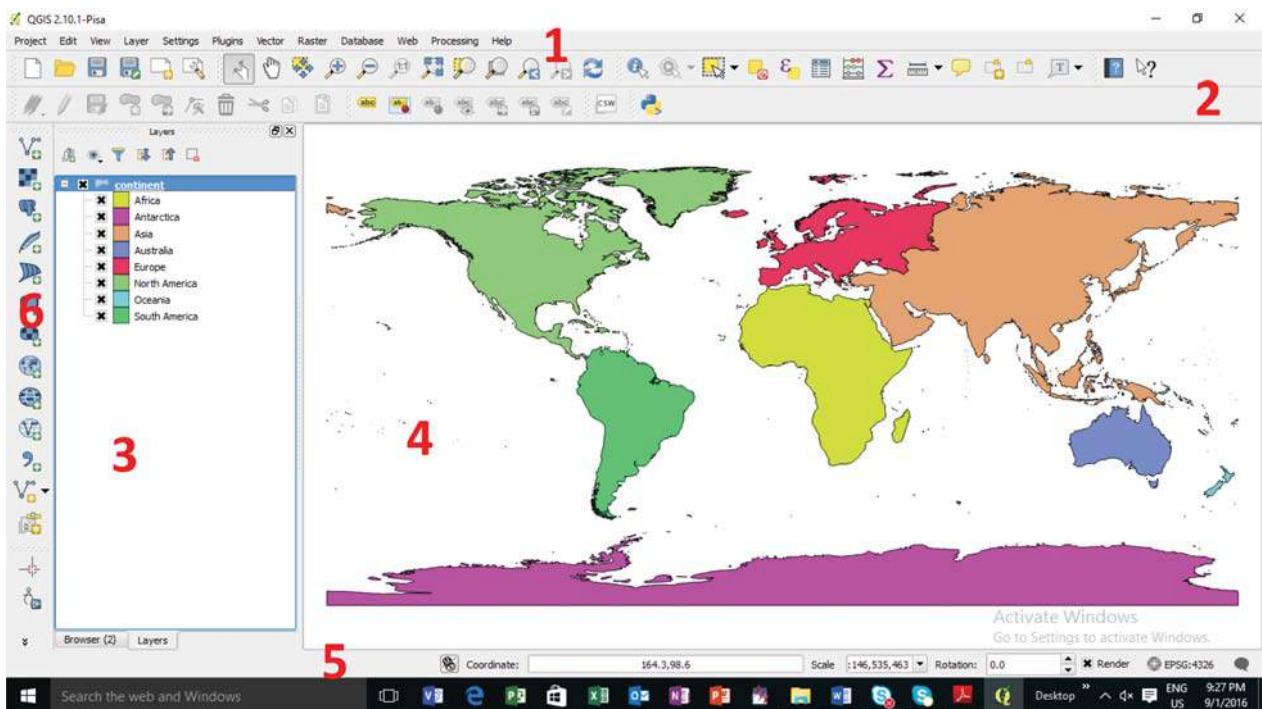 QGIS 2.10.1-Pisa
Project Edit View Layer Settings Plugins Vector Raster Database Web Processing Help
1
2
abc
CSW
Layers
continent
Africa
Antarctica
Asia
Australia
Europe
North America
Oceania
South America
6
3
4
Browser (2) Layers
Activate Windows
Go to Settings to activate Windows.
5
Coordinate: 164.3,98.6 Scale :146,535,463 Rotation: 0.0 Render EPSG:4326
Search the web and Windows
Desktop
ENG 9:27 PM
US 9/1/2016